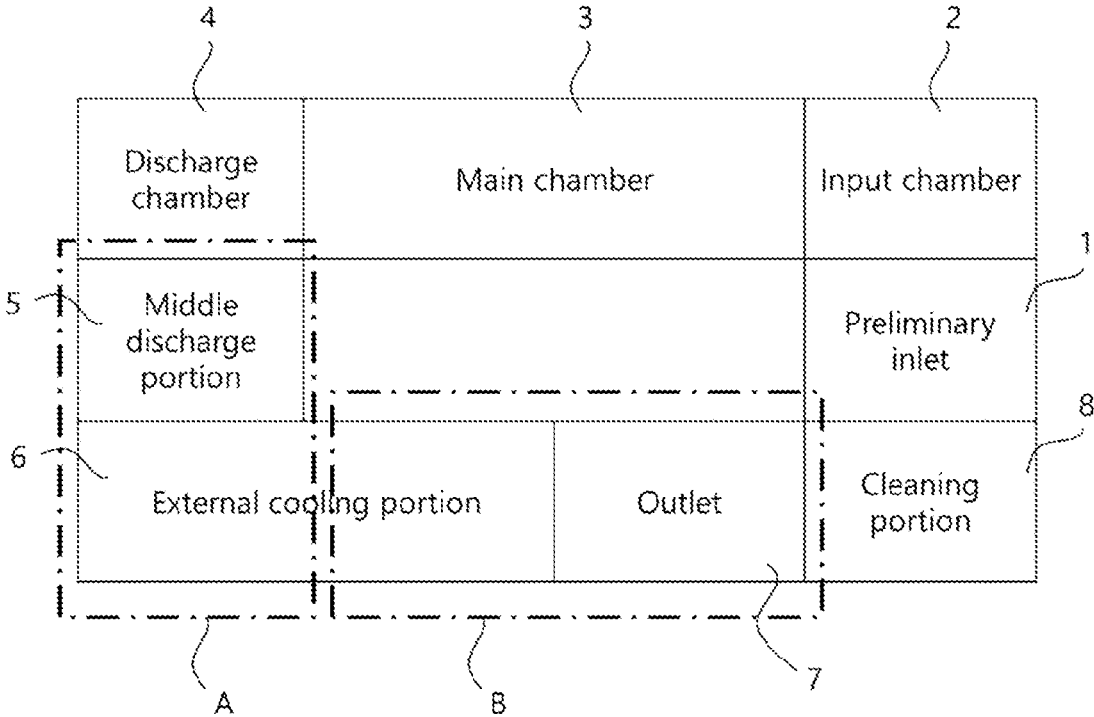 4
3
2
Discharge
chamber
Main chamber
Input chamber
1
5
Middle
discharge
portion
Preliminary
inlet
8
6
External cooling portion
Outlet
Cleaning
portion
7
A
B